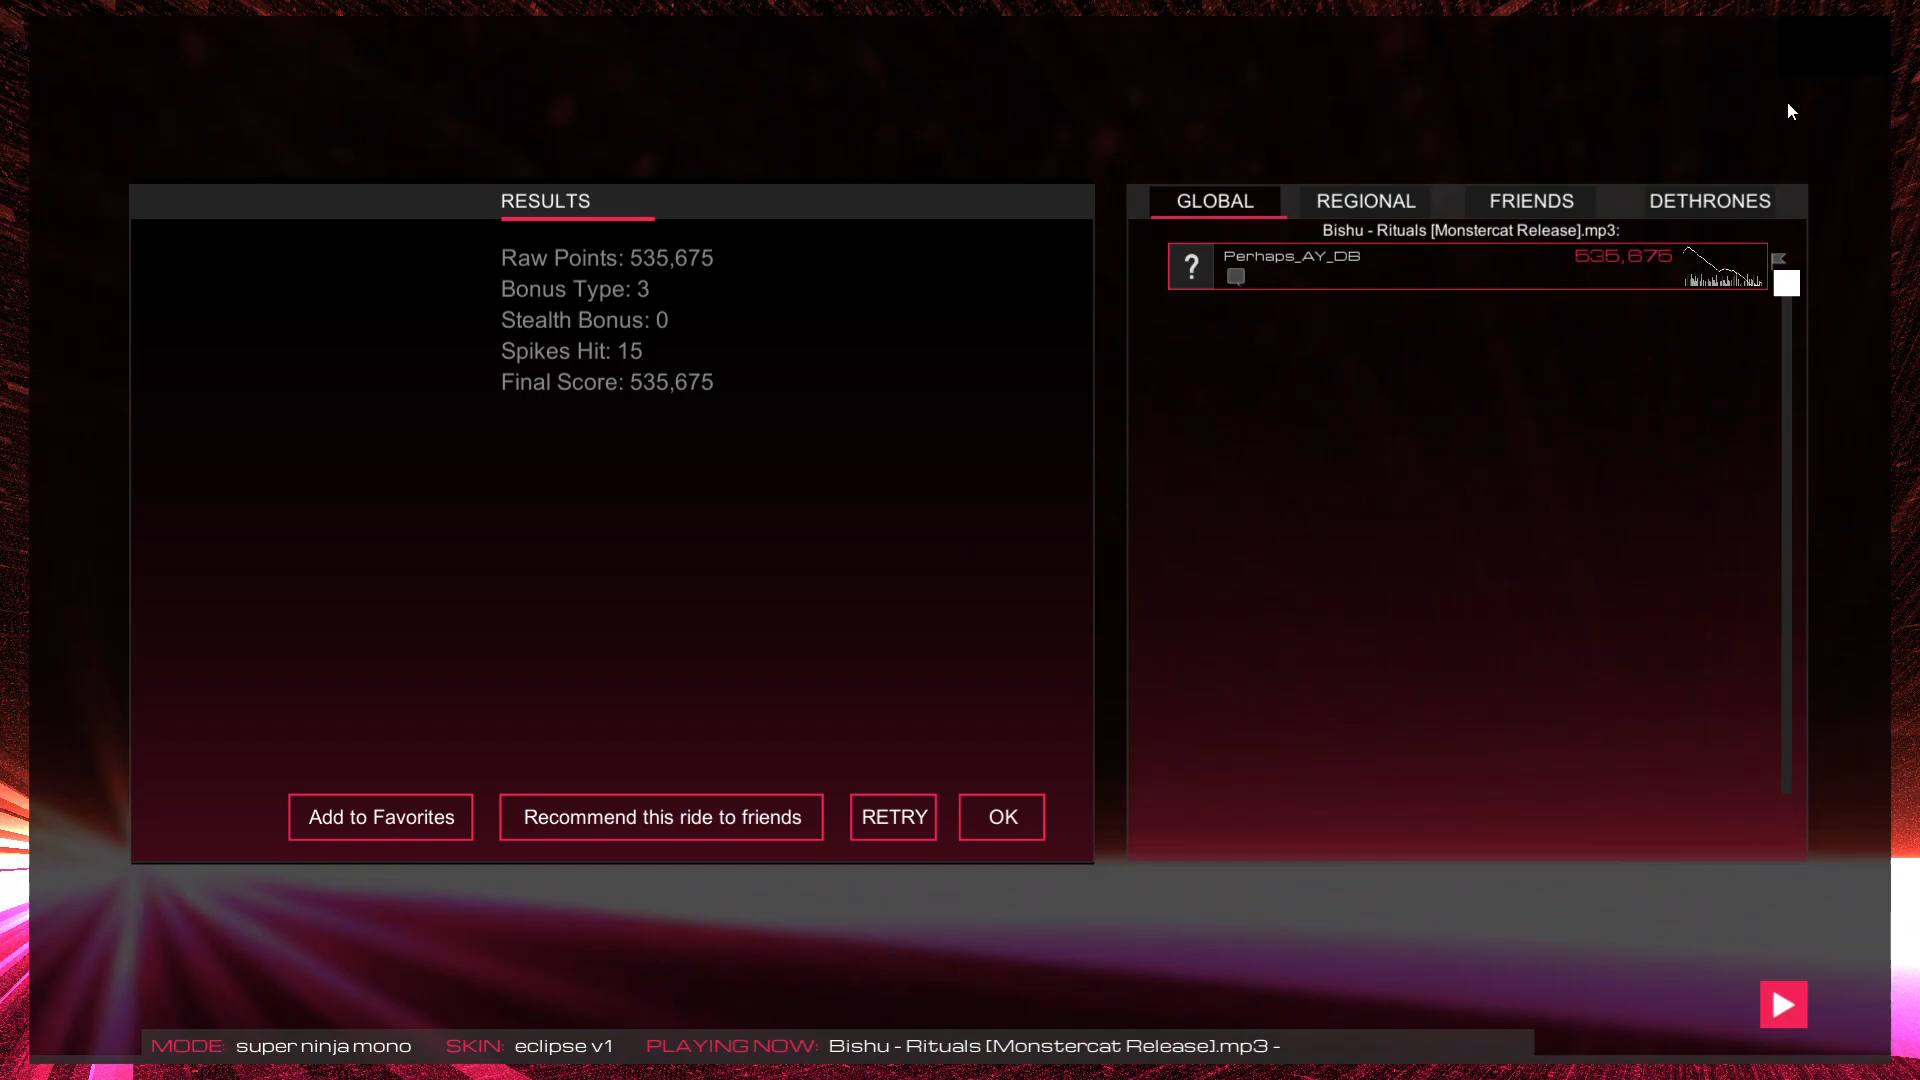 RESULTS
Raw Points: 535,675
Bonus Type: 3
Stealth Bonus: 0
Spikes Hit: 15
Final Score: 535,675
Add to Favorites
Recommend this ride to friends
RETRY
OK
GLOBAL REGIONAL FRIENDS DETHRONES
Bishu - Rituals [Monstercat Release].mp3:
? Perhaps_AY_DB 535,675
MODE: super ninja mono SKIN: eclipse v1 PLAYING NOW: Bishu - Rituals [Monstercat Release].mp3 -